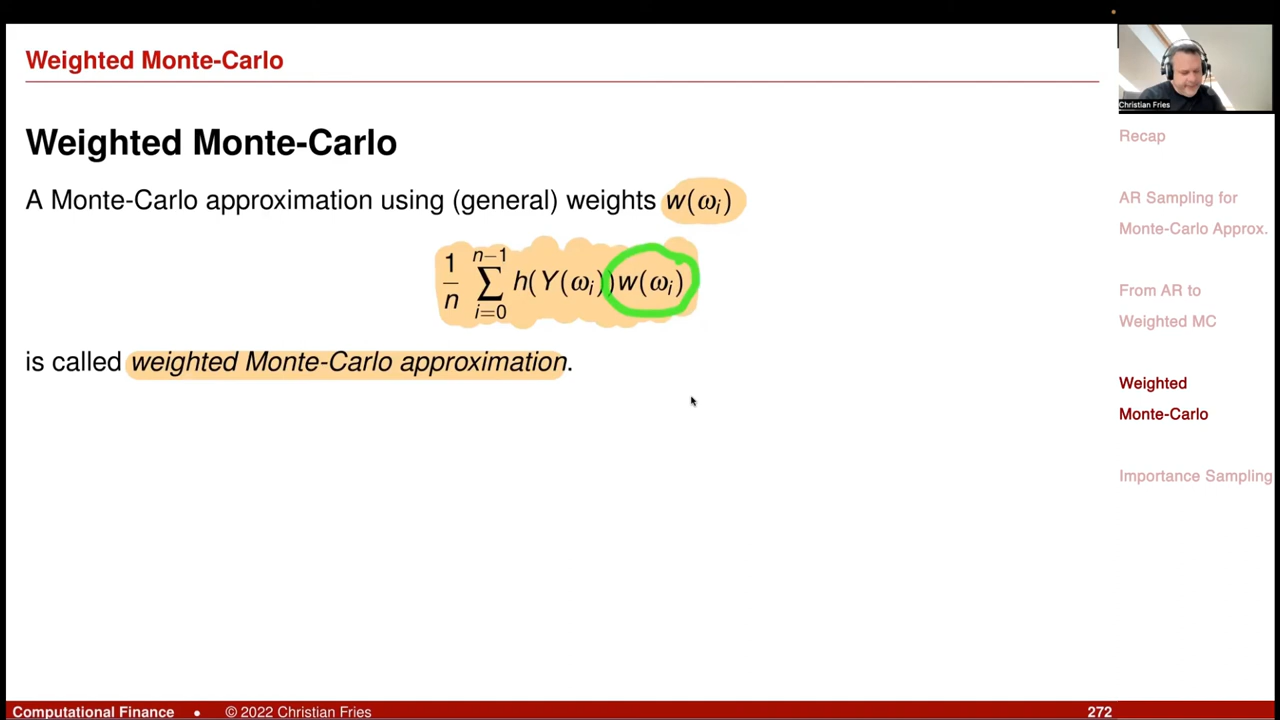 Weighted Monte-Carlo
Weighted Monte-Carlo
A Monte-Carlo approximation using (general) weights w(ωᵢ)
1/n ∑_{i=0}^{n−1} h(Y(ωᵢ))w(ωᵢ)
is called weighted Monte-Carlo approximation.
Christian Fries
Recap
AR Sampling for
Monte-Carlo Approx.
From AR to
Weighted MC
Weighted
Monte-Carlo
Importance Sampling
Computational Finance • © 2022 Christian Fries 272